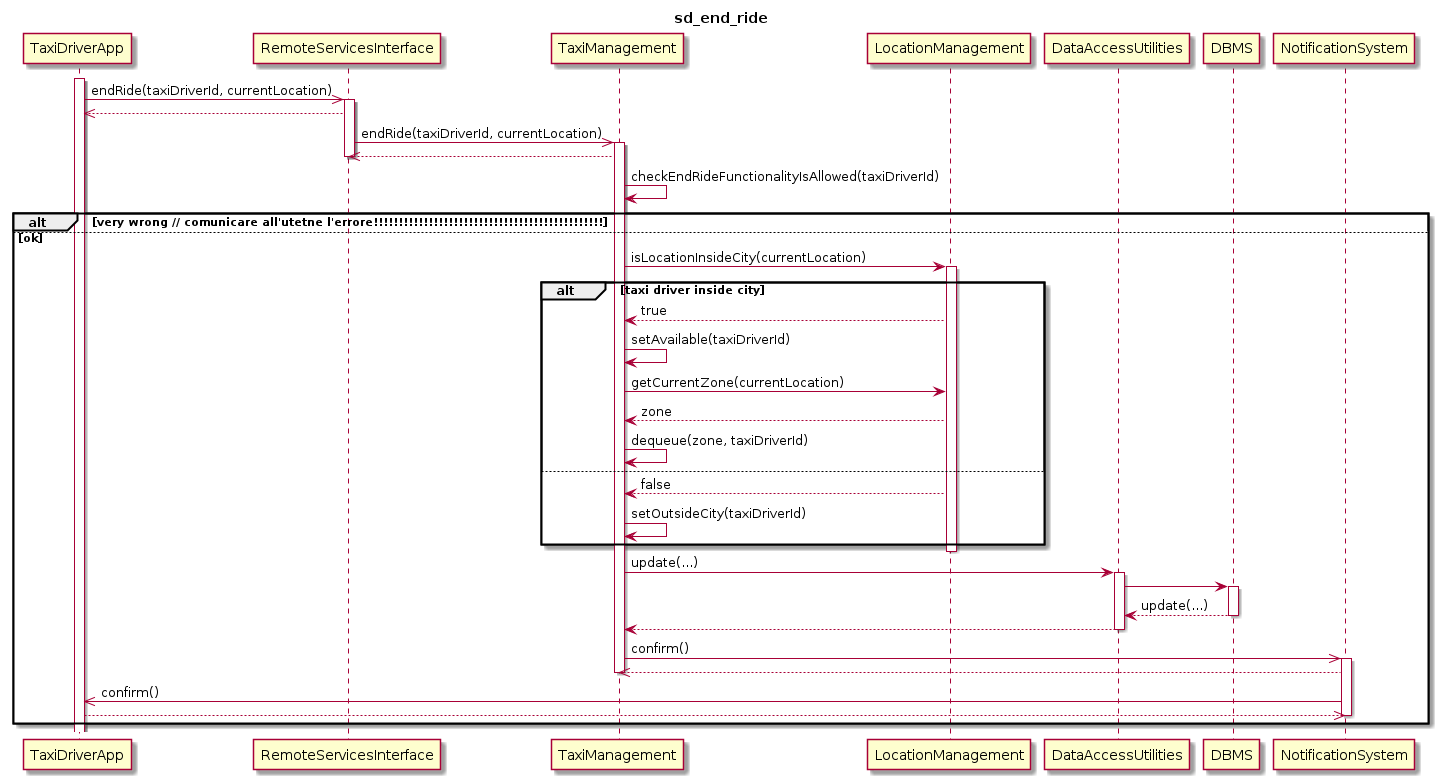 sd_end_ride
TaxiDriverApp RemoteServicesInterface TaxiManagement LocationManagement DataAccessUtilities DBMS NotificationSystem
endRide(taxiDriverId, currentLocation)
endRide(taxiDriverId, currentLocation)
checkEndRideFunctionalityIsAllowed(taxiDriverId)
alt [very wrong // comunicare all'utetne l'errore!!!!!!!!!!!!!!!!!!!!!!!!!!!!!!!!!!!!!!!!!!!!!!]
[ok]
isLocationInsideCity(currentLocation)
alt [taxi driver inside city]
true
setAvailable(taxiDriverId)
getCurrentZone(currentLocation)
zone
dequeue(zone, taxiDriverId)
false
setOutsideCity(taxiDriverId)
update(...)
update(...)
confirm()
confirm()
TaxiDriverApp RemoteServicesInterface TaxiManagement LocationManagement DataAccessUtilities DBMS NotificationSystem